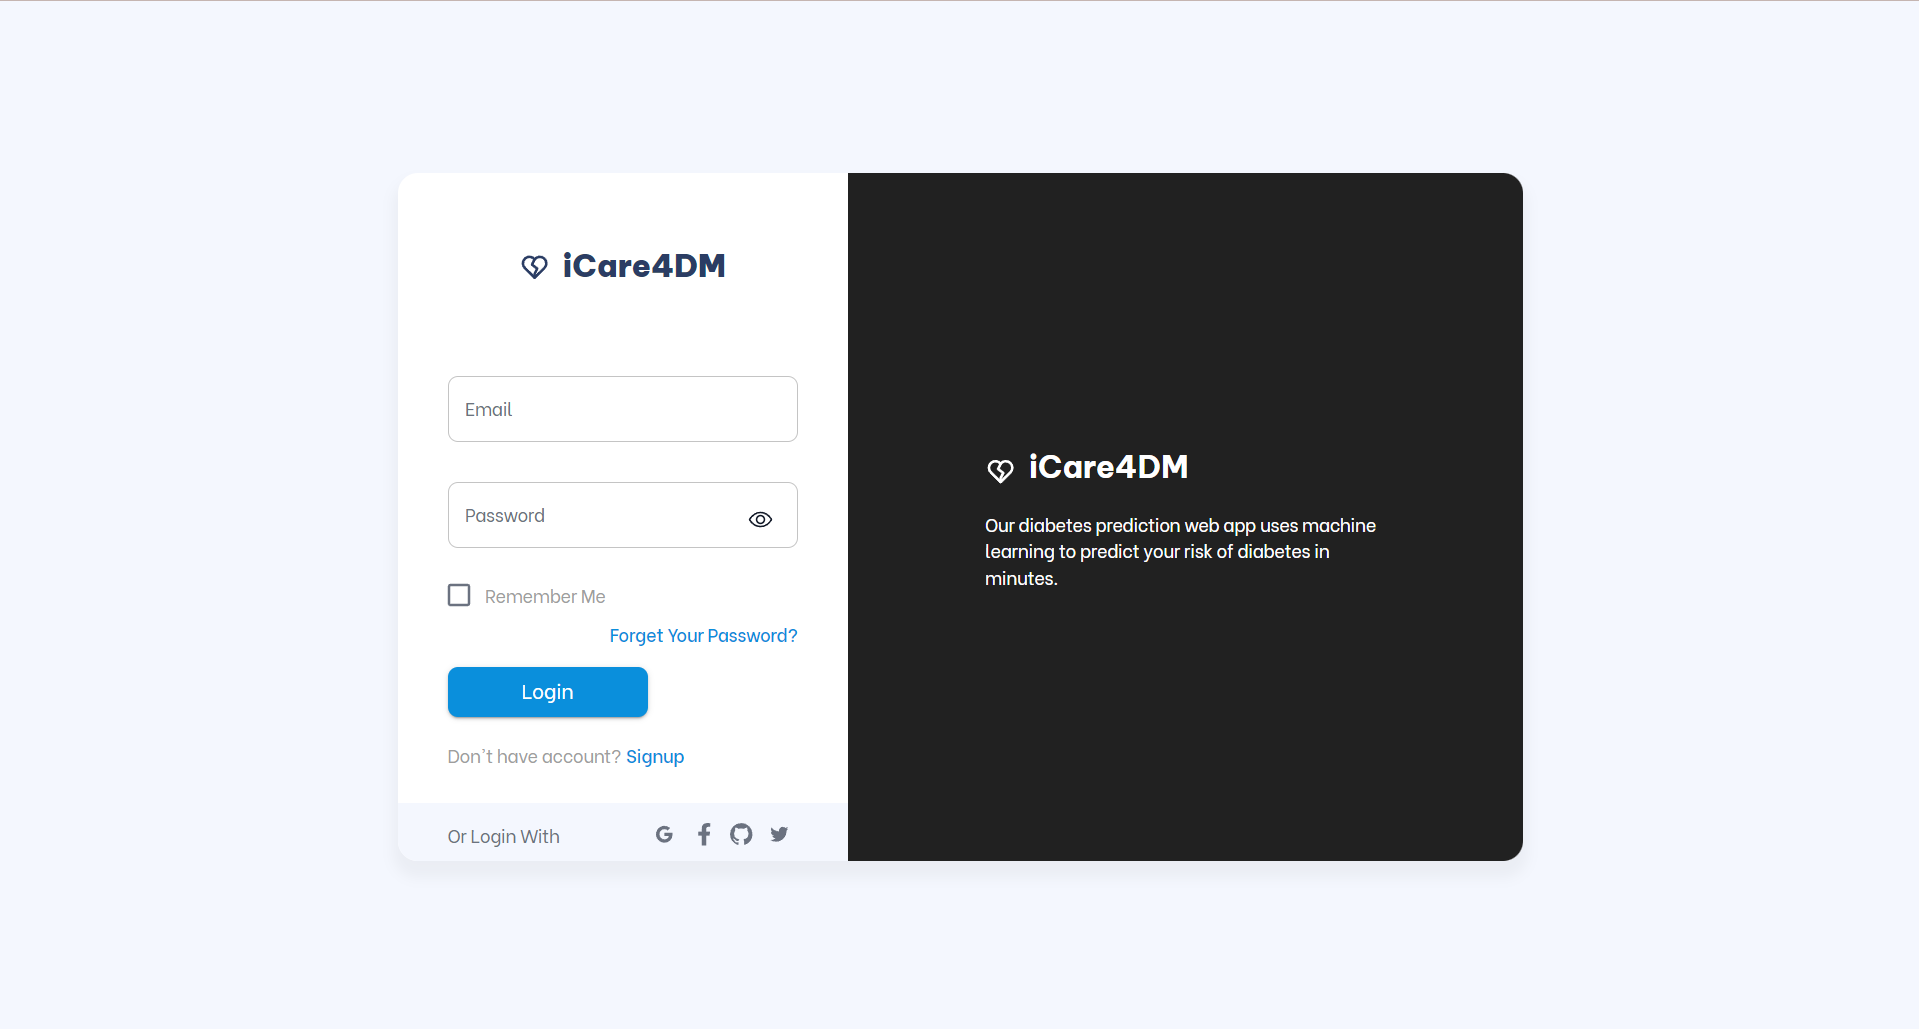 iCare4DM
Email
Password
Remember Me
Forget Your Password?
Login
Don't have account? Signup
Or Login With
iCare4DM
Our diabetes prediction web app uses machine
learning to predict your risk of diabetes in
minutes.